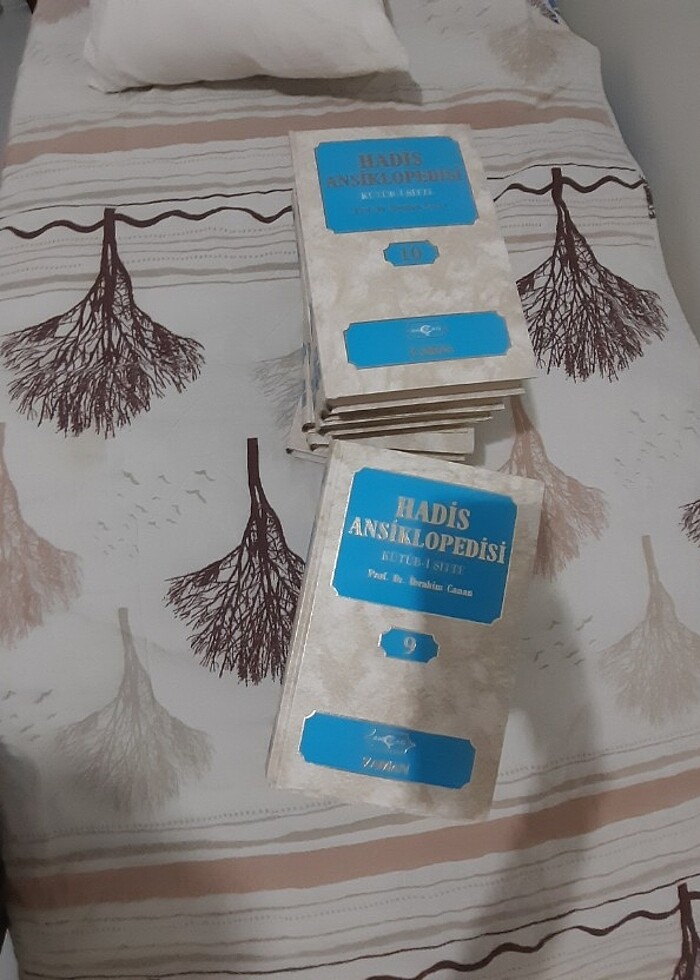 HADİS
ANSİKLOPEDİSİ
KÜTÜB-İ SİTTE
10
HADİS
ANSİKLOPEDİSİ
KÜTÜB-İ SİTTE
Prof. Dr. İbrahim Canan
9
ZAMAN